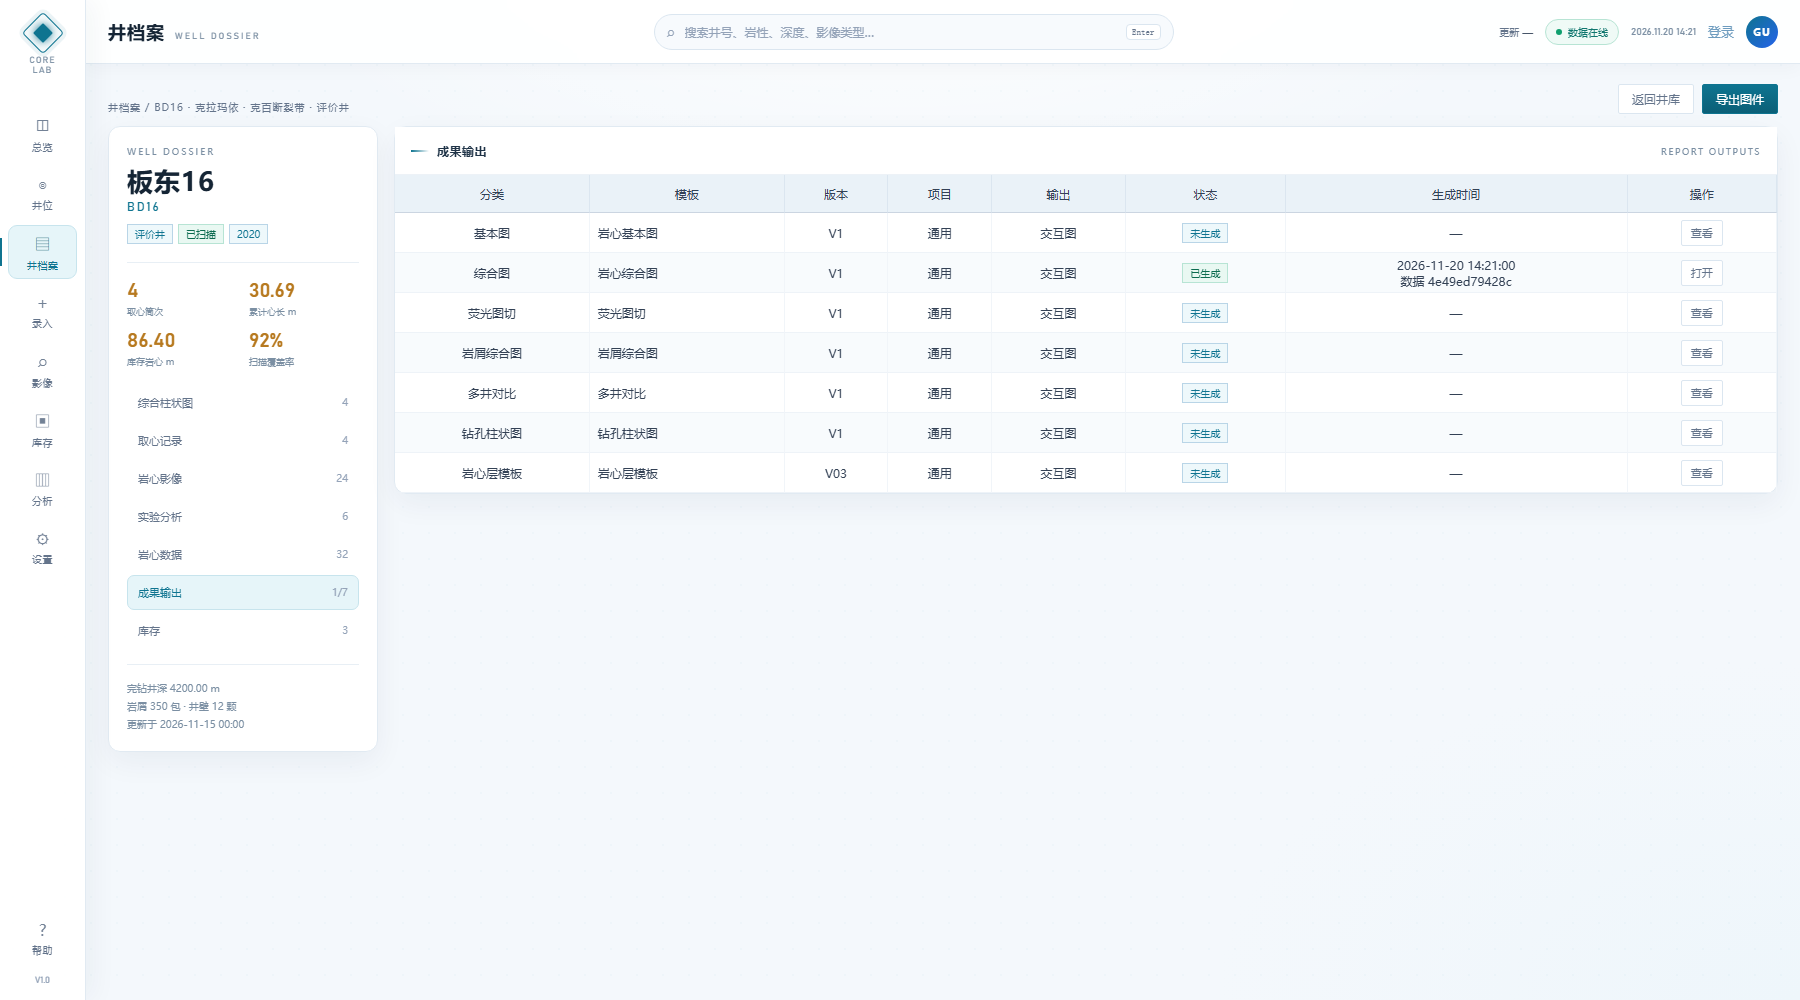 CORE
LAB
总览
井位
井档案
录入
影像
库存
分析
设置
帮助
V1.0
井档案 WELL DOSSIER
搜索井号、岩性、深度、影像类型... Enter
更新 — 数据在线 2026.11.20 14:21 登录 GU
井档案 / BD16 · 克拉玛依 · 克百断裂带 · 评价井
返回井库 导出图件
WELL DOSSIER
板东16
BD16
评价井 已扫描 2020
4 30.69
取心筒次 累计心长 m
86.40 92%
库存岩心 m 扫描覆盖率
综合柱状图 4
取心记录 4
岩心影像 24
实验分析 6
岩心数据 32
成果输出 1/7
库存 3
完钻井深 4200.00 m
岩屑 350 包 · 井壁 12 颗
更新于 2026-11-15 00:00
成果输出 REPORT OUTPUTS
分类 模板 版本 项目 输出 状态 生成时间 操作
基本图 岩心基本图 V1 通用 交互图 未生成 — 查看
综合图 岩心综合图 V1 通用 交互图 已生成 2026-11-20 14:21:00 打开
数据 4e49ed79428c
荧光图切 荧光图切 V1 通用 交互图 未生成 — 查看
岩屑综合图 岩屑综合图 V1 通用 交互图 未生成 — 查看
多井对比 多井对比 V1 通用 交互图 未生成 — 查看
钻孔柱状图 钻孔柱状图 V1 通用 交互图 未生成 — 查看
岩心层模板 岩心层模板 V03 通用 交互图 未生成 — 查看